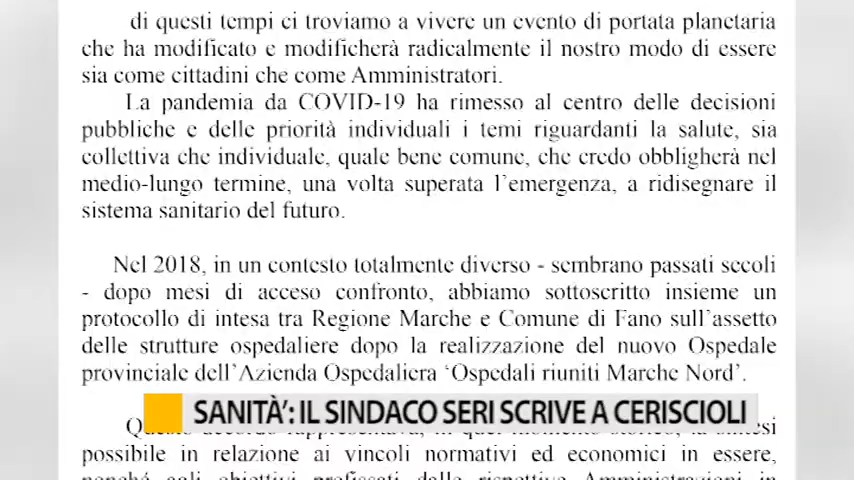 di questi tempi ci troviamo a vivere un evento di portata planetaria
che ha modificato e modificherà radicalmente il nostro modo di essere
sia come cittadini che come Amministratori.
La pandemia da COVID-19 ha rimesso al centro delle decisioni
pubbliche e delle priorità individuali i temi riguardanti la salute, sia
collettiva che individuale, quale bene comune, che credo obbligherà nel
medio-lungo termine, una volta superata l'emergenza, a ridisegnare il
sistema sanitario del futuro.
Nel 2018, in un contesto totalmente diverso - sembrano passati secoli
- dopo mesi di acceso confronto, abbiamo sottoscritto insieme un
protocollo di intesa tra Regione Marche e Comune di Fano sull'assetto
delle strutture ospedaliere dopo la realizzazione del nuovo Ospedale
provinciale dell'Azienda Ospedaliera 'Ospedali riuniti Marche Nord'.
SANITÀ': IL SINDACO SERI SCRIVE A CERISCIOLI
possibile in relazione ai vincoli normativi ed economici in essere,